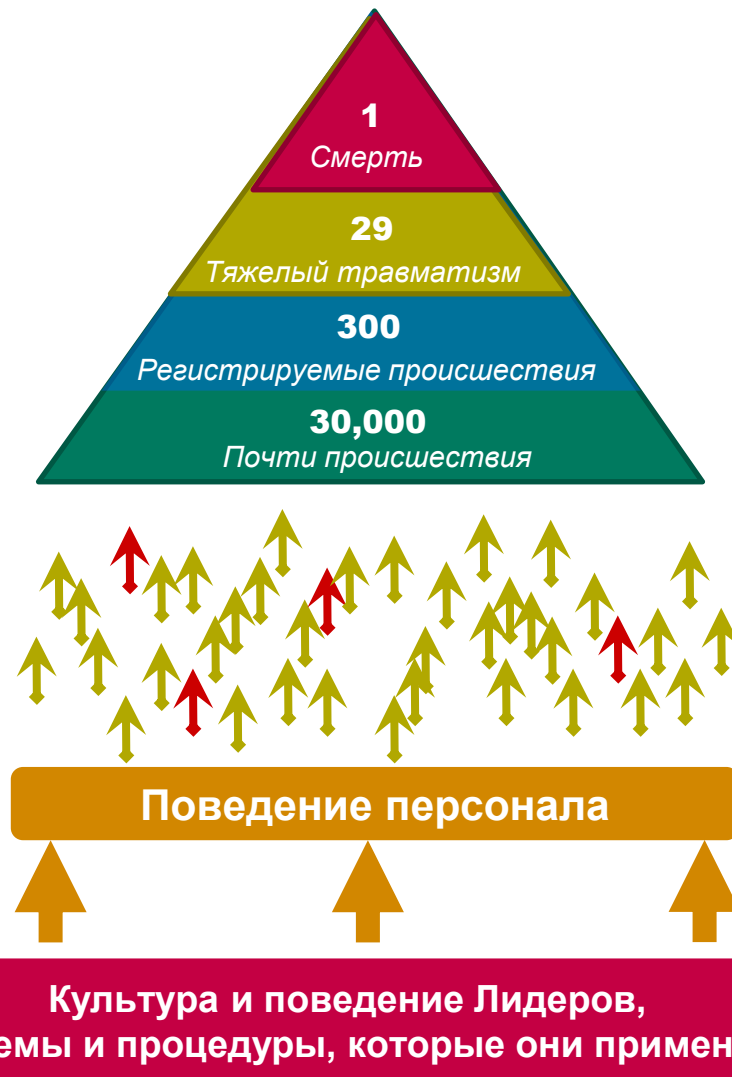 1
Смерть
29
Тяжелый травматизм
300
Регистрируемые происшествия
30,000
Почти происшествия
Поведение персонала
Культура и поведение Лидеров,
и процедуры, которые они